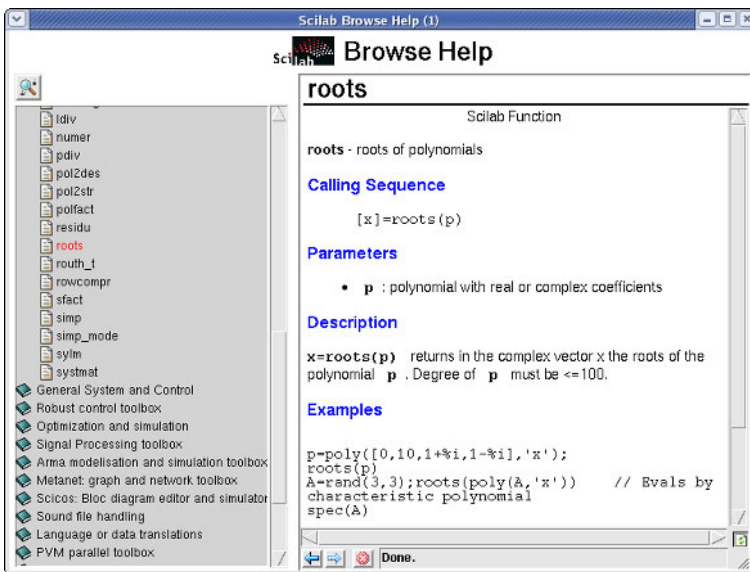 Scilab Browse Help (1)
Scilab Browse Help
ldiv
numer
pdiv
pol2des
pol2str
polfact
residu
roots
routh_t
rowcompr
sfact
simp
simp_mode
sylm
systmat
General System and Control
Robust control toolbox
Optimization and simulation
Signal Processing toolbox
Arma modelisation and simulation toolbox
Metanet: graph and network toolbox
Scicos: Bloc diagram editor and simulator
Sound file handling
Language or data translations
PVM parallel toolbox
roots
Scilab Function
roots - roots of polynomials
Calling Sequence
[x]=roots(p)
Parameters
• p : polynomial with real or complex coefficients
Description
x=roots(p) returns in the complex vector x the roots of the
polynomial p . Degree of p must be <=100.
Examples
p=poly([0,10,1+%i,1-%i],'x');
roots(p)
A=rand(3,3);roots(poly(A,'x')) // Evals by
characteristic polynomial
spec(A)
Done.